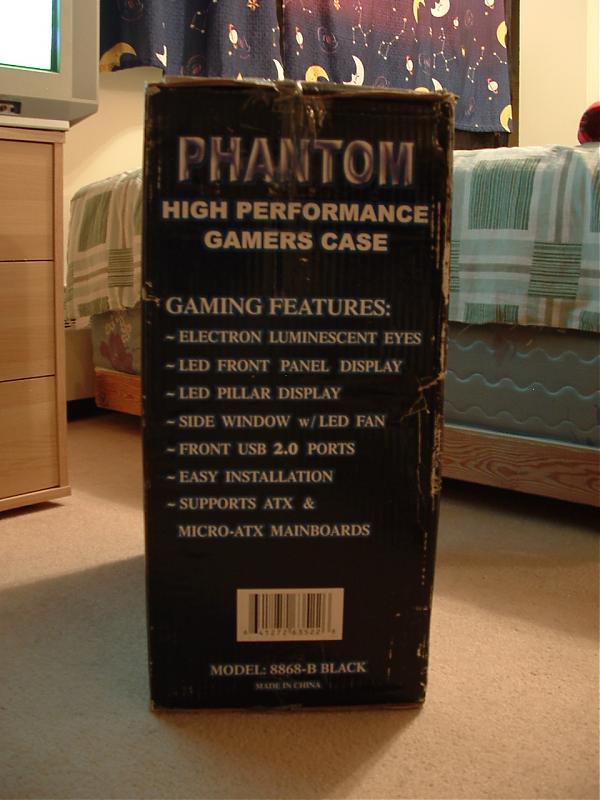 PHANTOM
HIGH PERFORMANCE
GAMERS CASE
GAMING FEATURES:
~ ELECTRON LUMINESCENT EYES
~ LED FRONT PANEL DISPLAY
~ LED PILLAR DISPLAY
~ SIDE WINDOW w/LED FAN
~ FRONT USB 2.0 PORTS
~ EASY INSTALLATION
~ SUPPORTS ATX &
MICRO-ATX MAINBOARDS
MODEL: 8868-B BLACK
MADE IN CHINA